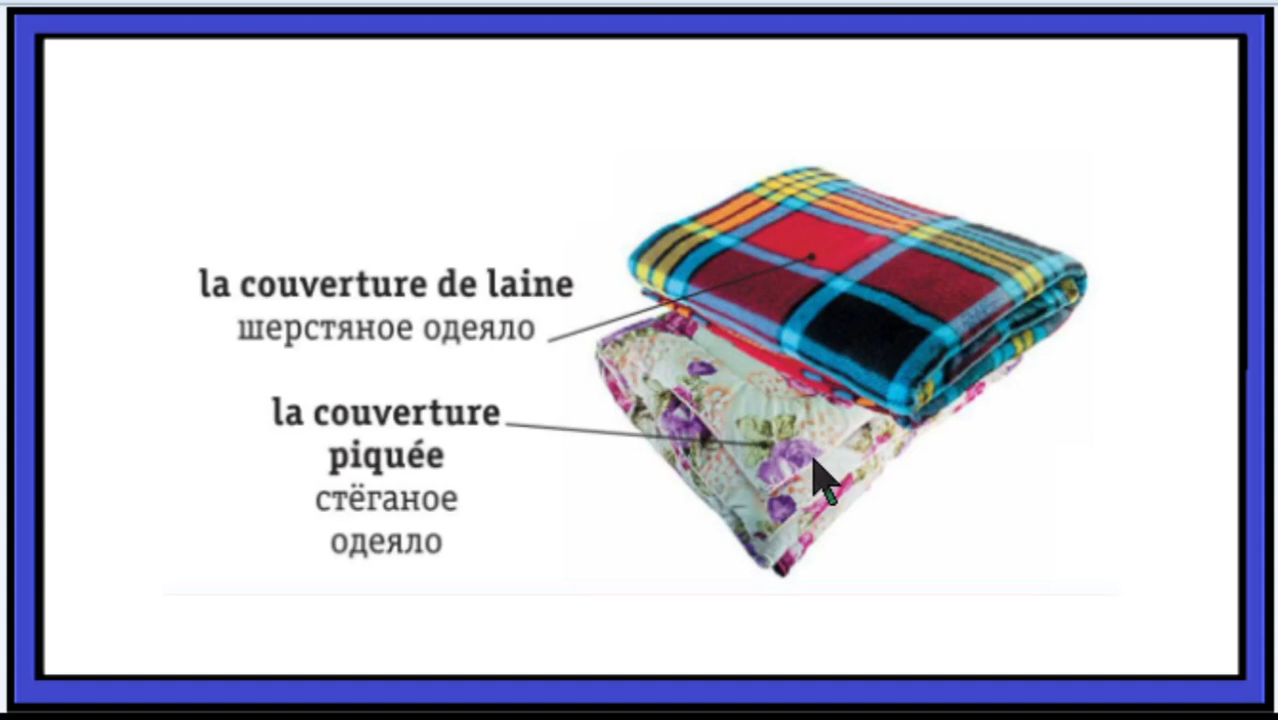 la couverture de laine
шерстяное одеяло
la couverture
piquée
стёганое
одеяло